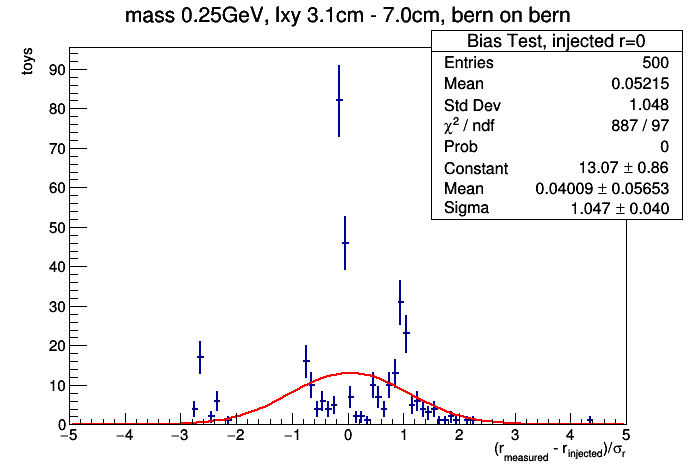 mass 0.25GeV, lxy 3.1cm - 7.0cm, bern on bern
Bias Test, injected r=0
Entries 500
Mean 0.05215
Std Dev 1.048
χ² / ndf 887 / 97
Prob 0
Constant 13.07 ± 0.86
Mean 0.04009 ± 0.05653
Sigma 1.047 ± 0.040
toys
90
80
70
60
50
40
30
20
10
0
−5 −4 −3 −2 −1 0 1 2 3 4 5
(r_measured - r_injected)/σ_r